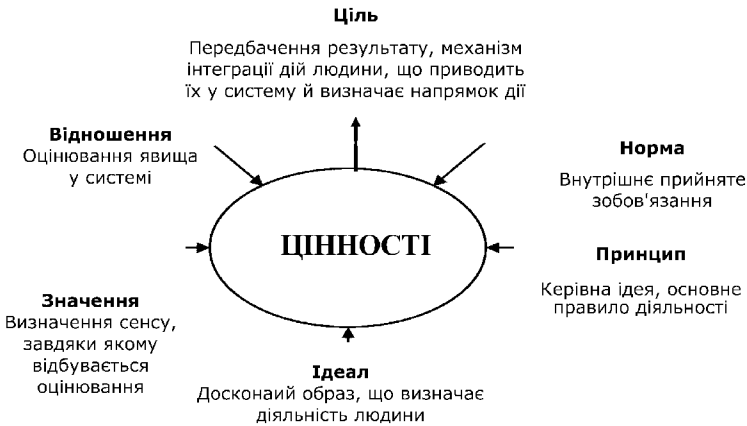 Ціль
Передбачення результату, механізм
інтеграції дій людини, що приводить
їх у систему й визначає напрямок дії
Відношення
Оцінювання явища
у системі
Норма
Внутрішнє прийняте
зобов'язання
ЦІННОСТІ
Принцип
Керівна ідея, основне
правило діяльності
Значення
Визначення сенсу,
завдяки якому
відбувається
оцінювання
Ідеал
Досконаий образ, що визначає
діяльність людини